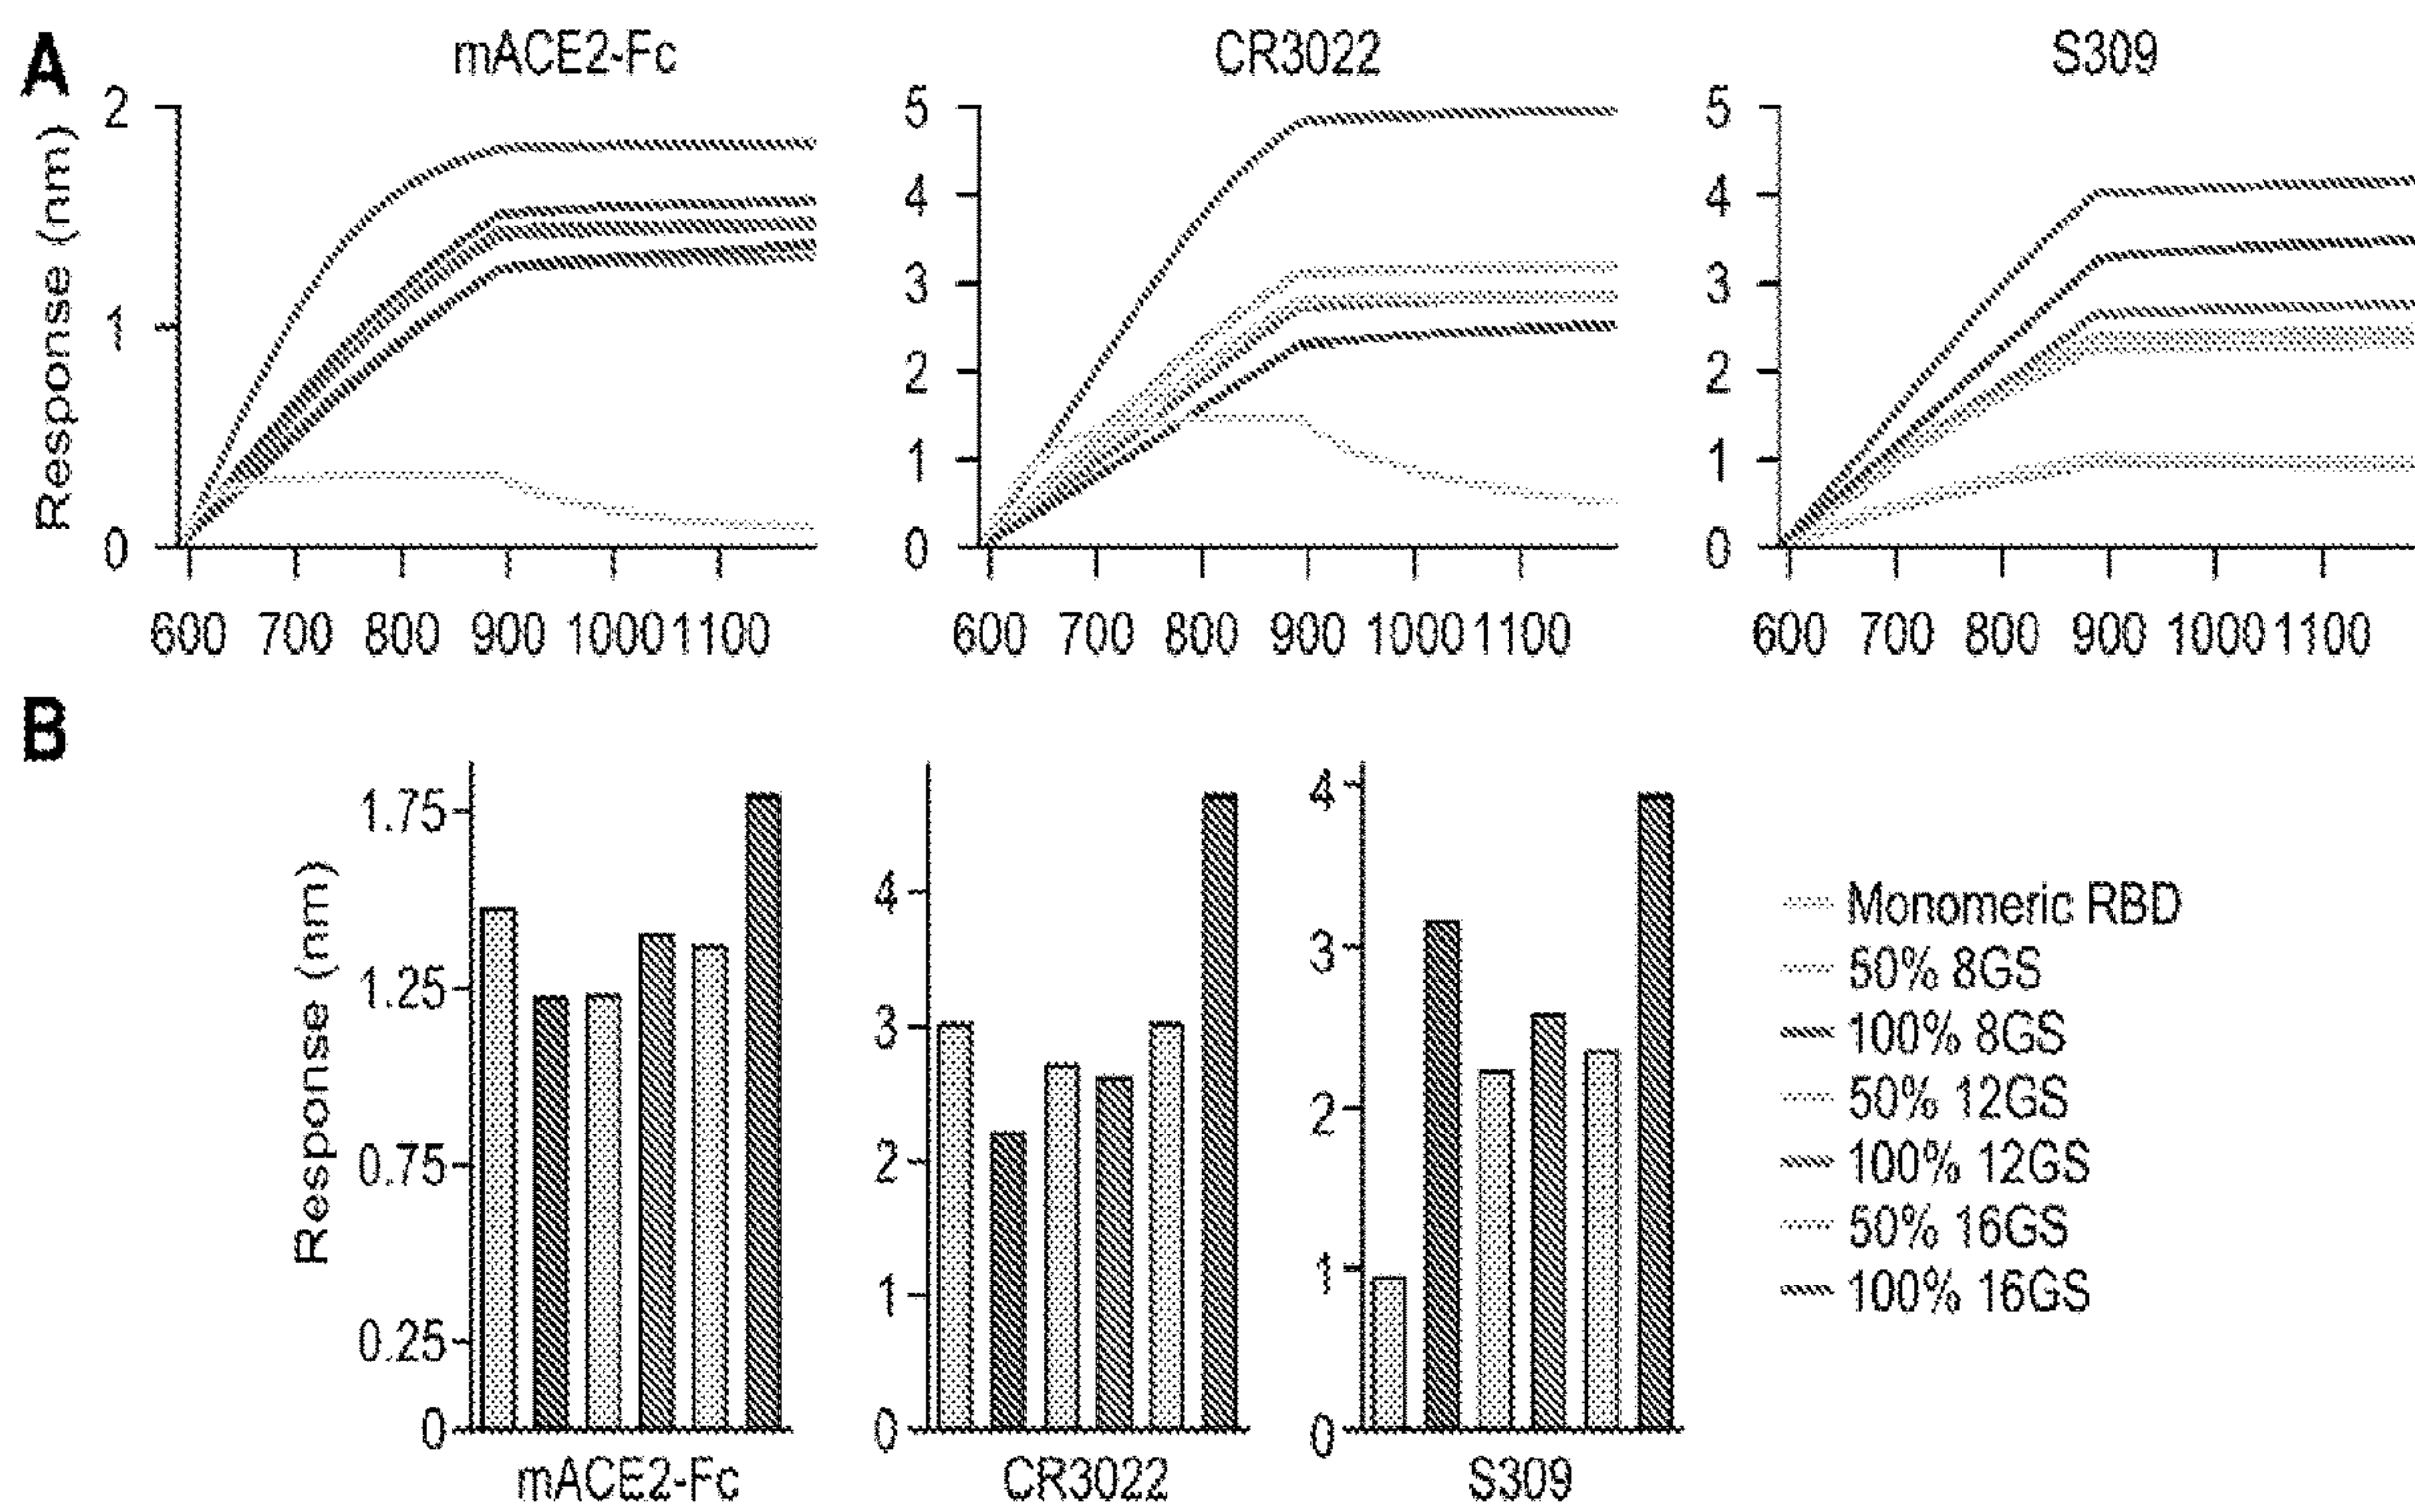 A
mACE2-Fc CR3022 S309
Response (nm)
2
1
0
5
4
3
2
1
0
5
4
3
2
1
0
600 700 800 900 1000 1100
600 700 800 900 1000 1100
600 700 800 900 1000 1100
B
Response (nm)
1.75
1.25
0.75
0.25
0
4
3
2
1
0
4
3
2
1
0
mACE2-Fc CR3022 S309
Monomeric RBD
50% 8GS
100% 8GS
50% 12GS
100% 12GS
50% 16GS
100% 16GS